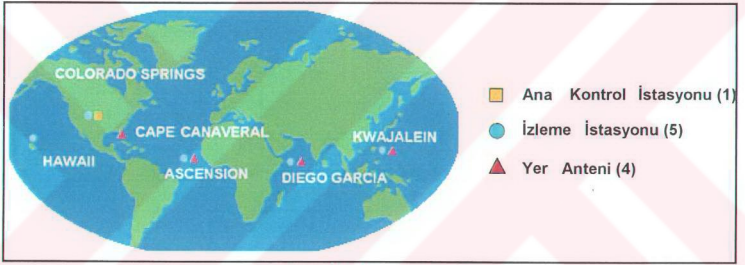 COLORADO SPRINGS
CAPE CANAVERAL
KWAJALEIN
HAWAII
ASCENSION
DIEGO GARCIA
Ana Kontrol İstasyonu (1)
İzleme İstasyonu (5)
Yer Anteni (4)